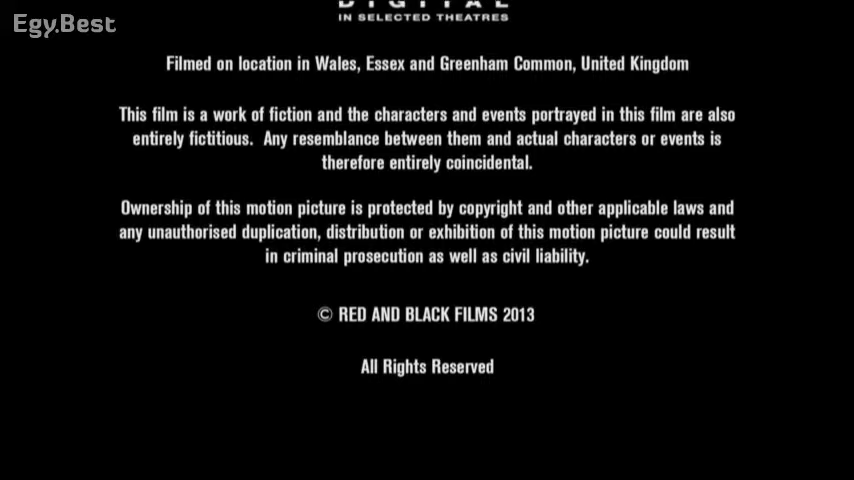 Egy.Best
DIGITAL
IN SELECTED THEATRES
Filmed on location in Wales, Essex and Greenham Common, United Kingdom
This film is a work of fiction and the characters and events portrayed in this film are also
entirely fictitious. Any resemblance between them and actual characters or events is
therefore entirely coincidental.
Ownership of this motion picture is protected by copyright and other applicable laws and
any unauthorised duplication, distribution or exhibition of this motion picture could result
in criminal prosecution as well as civil liability.
© RED AND BLACK FILMS 2013
All Rights Reserved